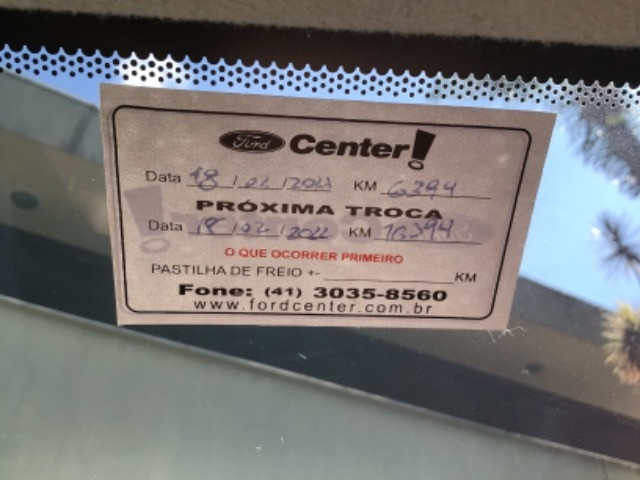 Ford Center!
Data 18 / 02 / 2021 KM 6394
PRÓXIMA TROCA
Data 18 / 02 / 2022 KM 16394
O QUE OCORRER PRIMEIRO
PASTILHA DE FREIO +- KM
Fone: (41) 3035-8560
www.fordcenter.com.br